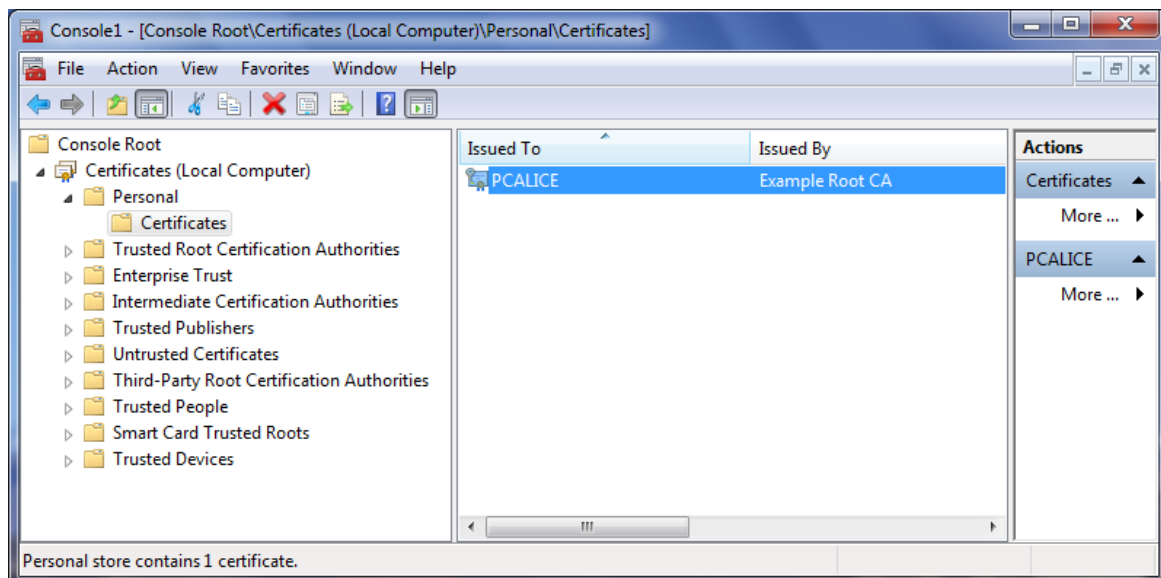 Console1 - [Console Root\Certificates (Local Computer)\Personal\Certificates]
File Action View Favorites Window Help
Console Root
Certificates (Local Computer)
Personal
Certificates
Trusted Root Certification Authorities
Enterprise Trust
Intermediate Certification Authorities
Trusted Publishers
Untrusted Certificates
Third-Party Root Certification Authorities
Trusted People
Smart Card Trusted Roots
Trusted Devices
Issued To Issued By
PCALICE Example Root CA
Actions
Certificates
More ...
PCALICE
More ...
Personal store contains 1 certificate.